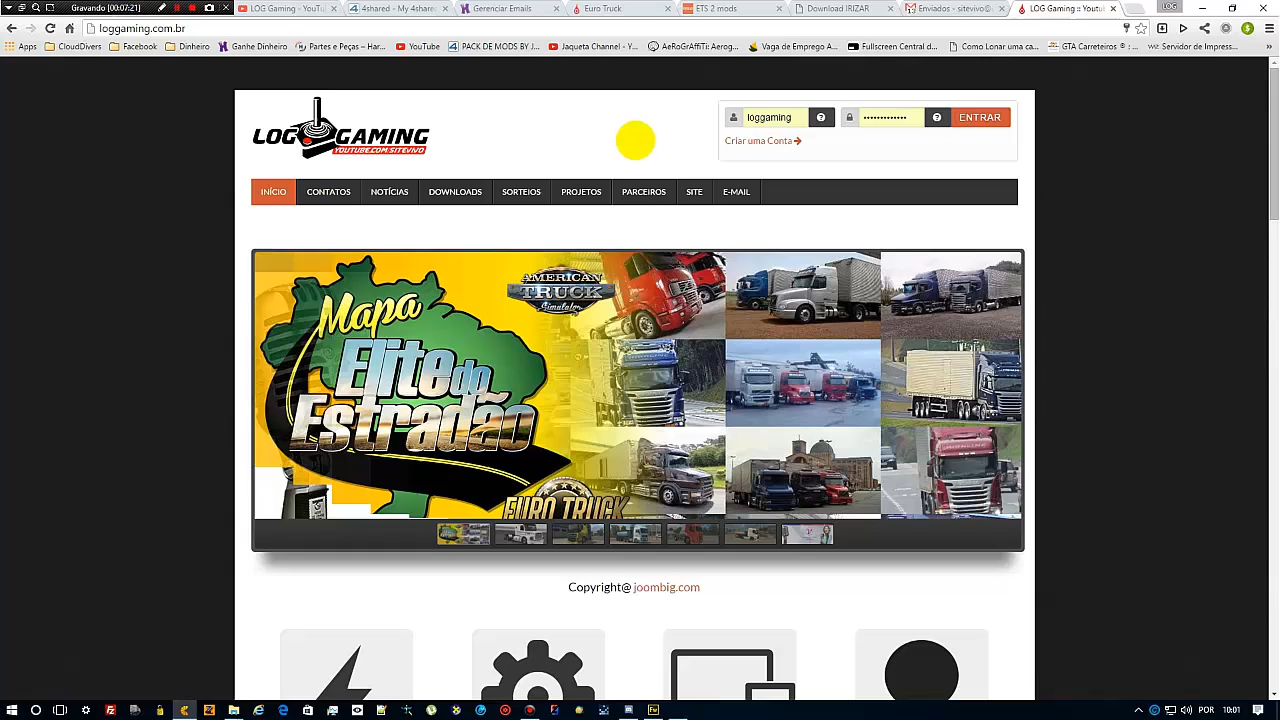 Gravando [00:07:21]
LOG Gaming - YouTu
4shared - My 4share
Gerenciar Emails
Euro Truck
ETS 2 mods
Download IRIZAR
Enviados - sitevivo@
LOG Gaming :: Youtu
LOG
loggaming.com.br
Apps
CloudDivers
Facebook
Dinheiro
Ganhe Dinheiro
Partes e Peças – Har
YouTube
PACK DE MODS BY J
Jaqueta Channel - Y
AeRoGrAfFiti Aerog
Vaga de Emprego A
Fullscreen Central d
Como lonar uma ca
GTA Carreteiros ® :
Servidor de Impress
LOG GAMING
YOUTUBE.COM/SITEVIVO
loggaming
ENTRAR
Criar uma Conta
INÍCIO
CONTATOS
NOTÍCIAS
DOWNLOADS
SORTEIOS
PROJETOS
PARCEIROS
SITE
E-MAIL
Mapa
Elite do
Estradão
AMERICAN
TRUCK
Simulator
EURO TRUCK
Copyright@ joombig.com
POR
10:01